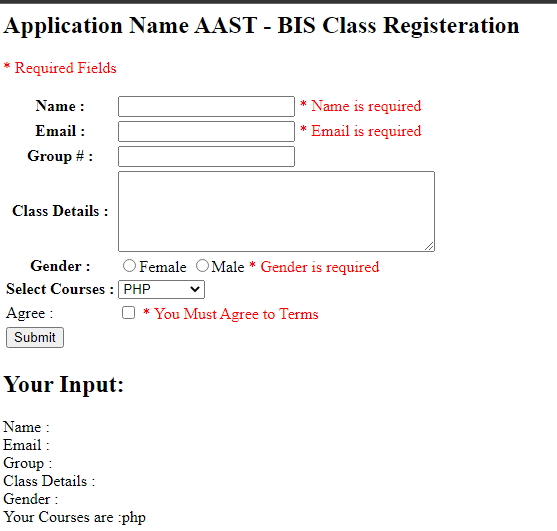 Application Name AAST - BIS Class Registeration
* Required Fields
Name : * Name is required
Email : * Email is required
Group # :
Class Details :
Gender : Female Male * Gender is required
Select Courses : PHP
Agree : * You Must Agree to Terms
Submit
Your Input:
Name :
Email :
Group :
Class Details :
Gender :
Your Courses are :php